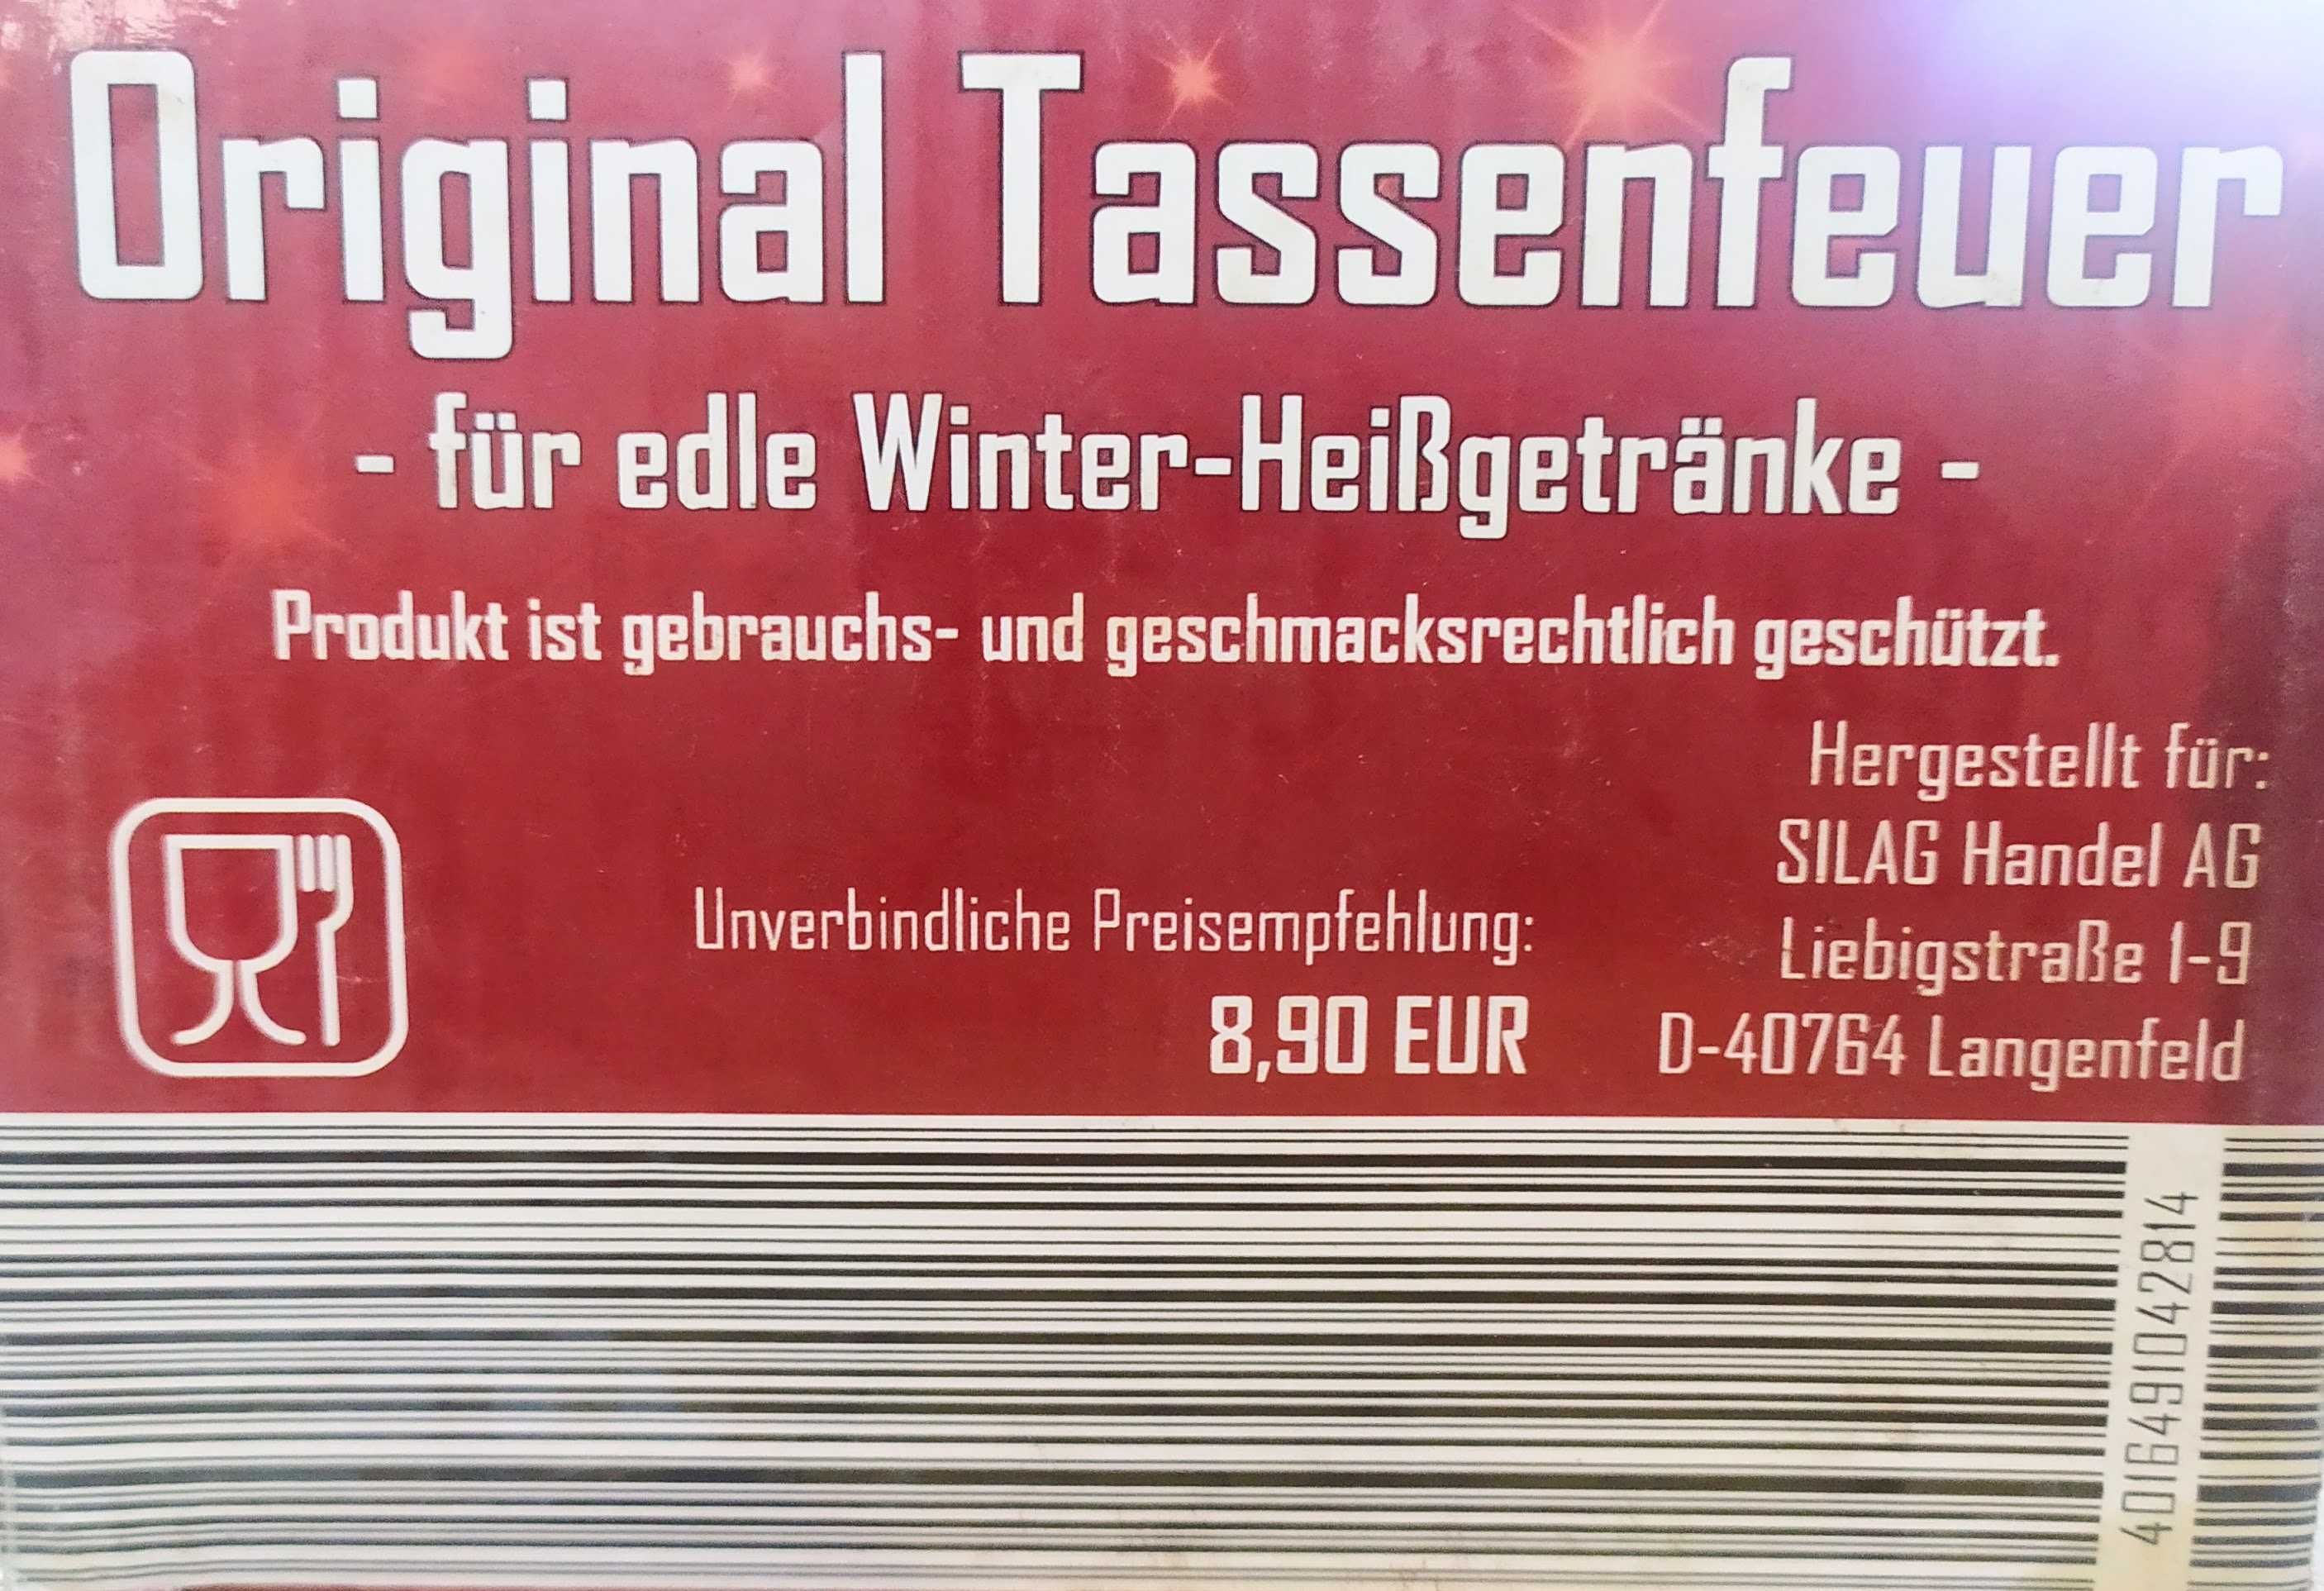 Original Tassenfeuer
- für edle Winter-Heißgetränke -
Produkt ist gebrauchs- und geschmacksrechtlich geschützt.
Unverbindliche Preisempfehlung:
8,90 EUR
Hergestellt für:
SILAG Handel AG
Liebigstraße 1-9
D-40764 Langenfeld
4016491042814